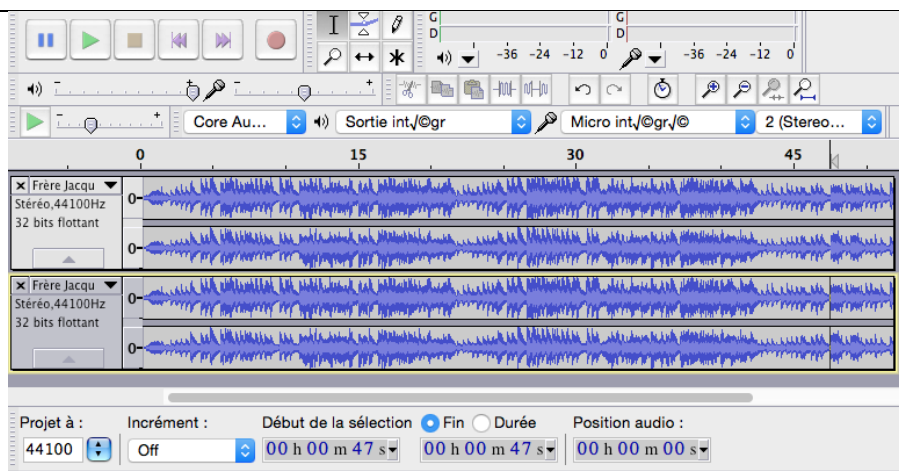 G G
D D
-36 -24 -12 0 -36 -24 -12 0
- + - +
- + Core Au... Sortie int√©gr Micro int√©gr√© 2 (Stereo...
0 15 30 45
× Frère Jacqu ▼
Stéréo,44100Hz
32 bits flottant
0-
0-
× Frère Jacqu ▼
Stéréo,44100Hz
32 bits flottant
0-
0-
Projet à : Incrément : Début de la sélection Fin Durée Position audio :
44100 Off 00 h 00 m 47 s 00 h 00 m 47 s 00 h 00 m 00 s